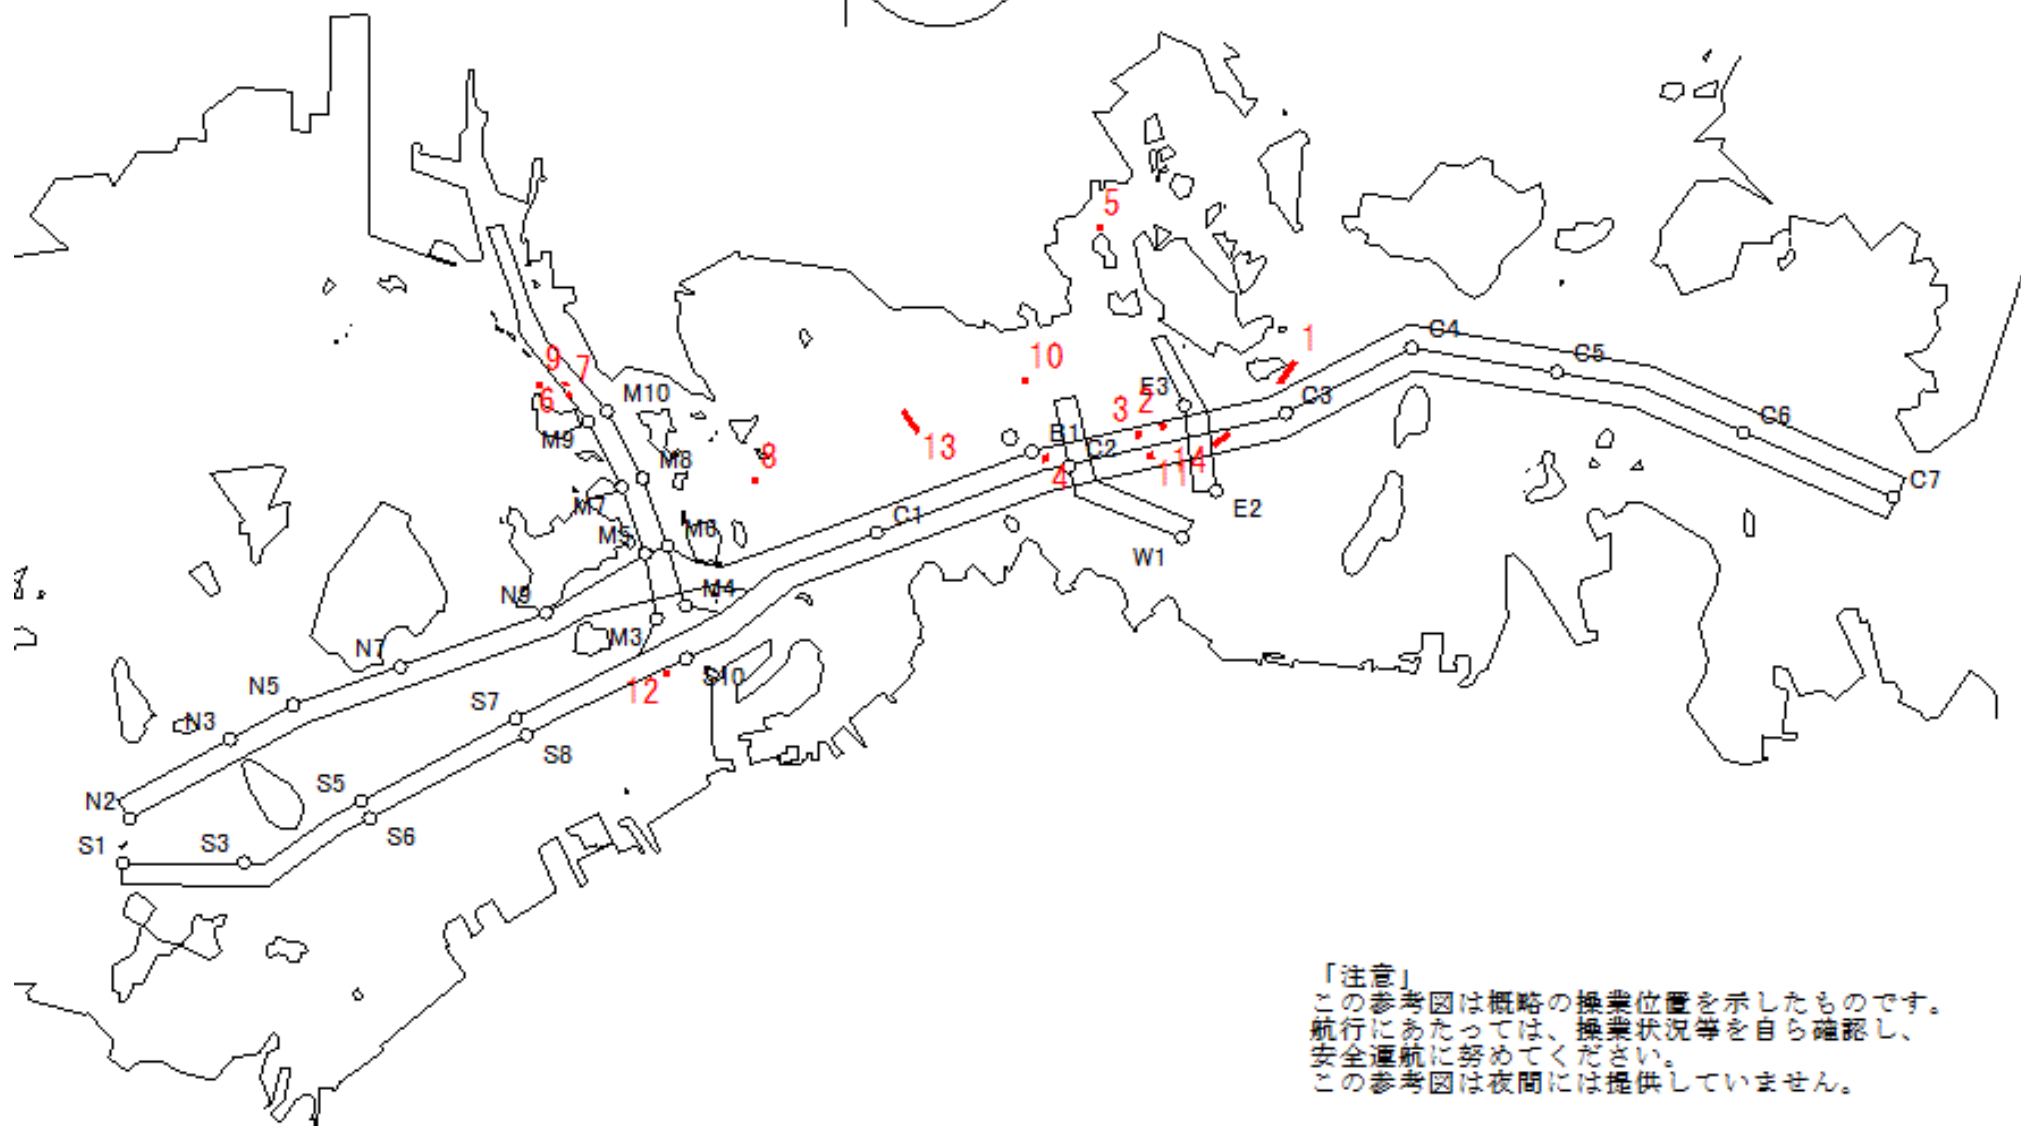 5
1
C4
C5
9
7
10
6
M10
E3
3
2
C3
M9
13
B1
C2
C6
8
M8
4
11
14
C7
M7
E2
M5
M6
C1
W1
N9
M4
M3
N7
S10
12
N5
S7
N3
S8
S5
N2
S6
S1
S3
「注意」
この参考図は概略の操業位置を示したものです。
航行にあたっては、操業状況等を自ら確認し、
安全運航に努めてください。
この参考図は夜間には提供していません。